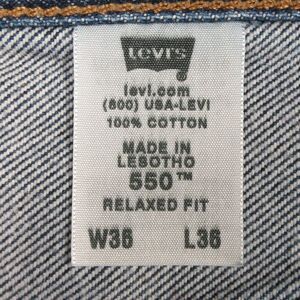 Levi's
levi.com
(800) USA-LEVI
100% COTTON
MADE IN
LESOTHO
550™
RELAXED FIT
W36 L36